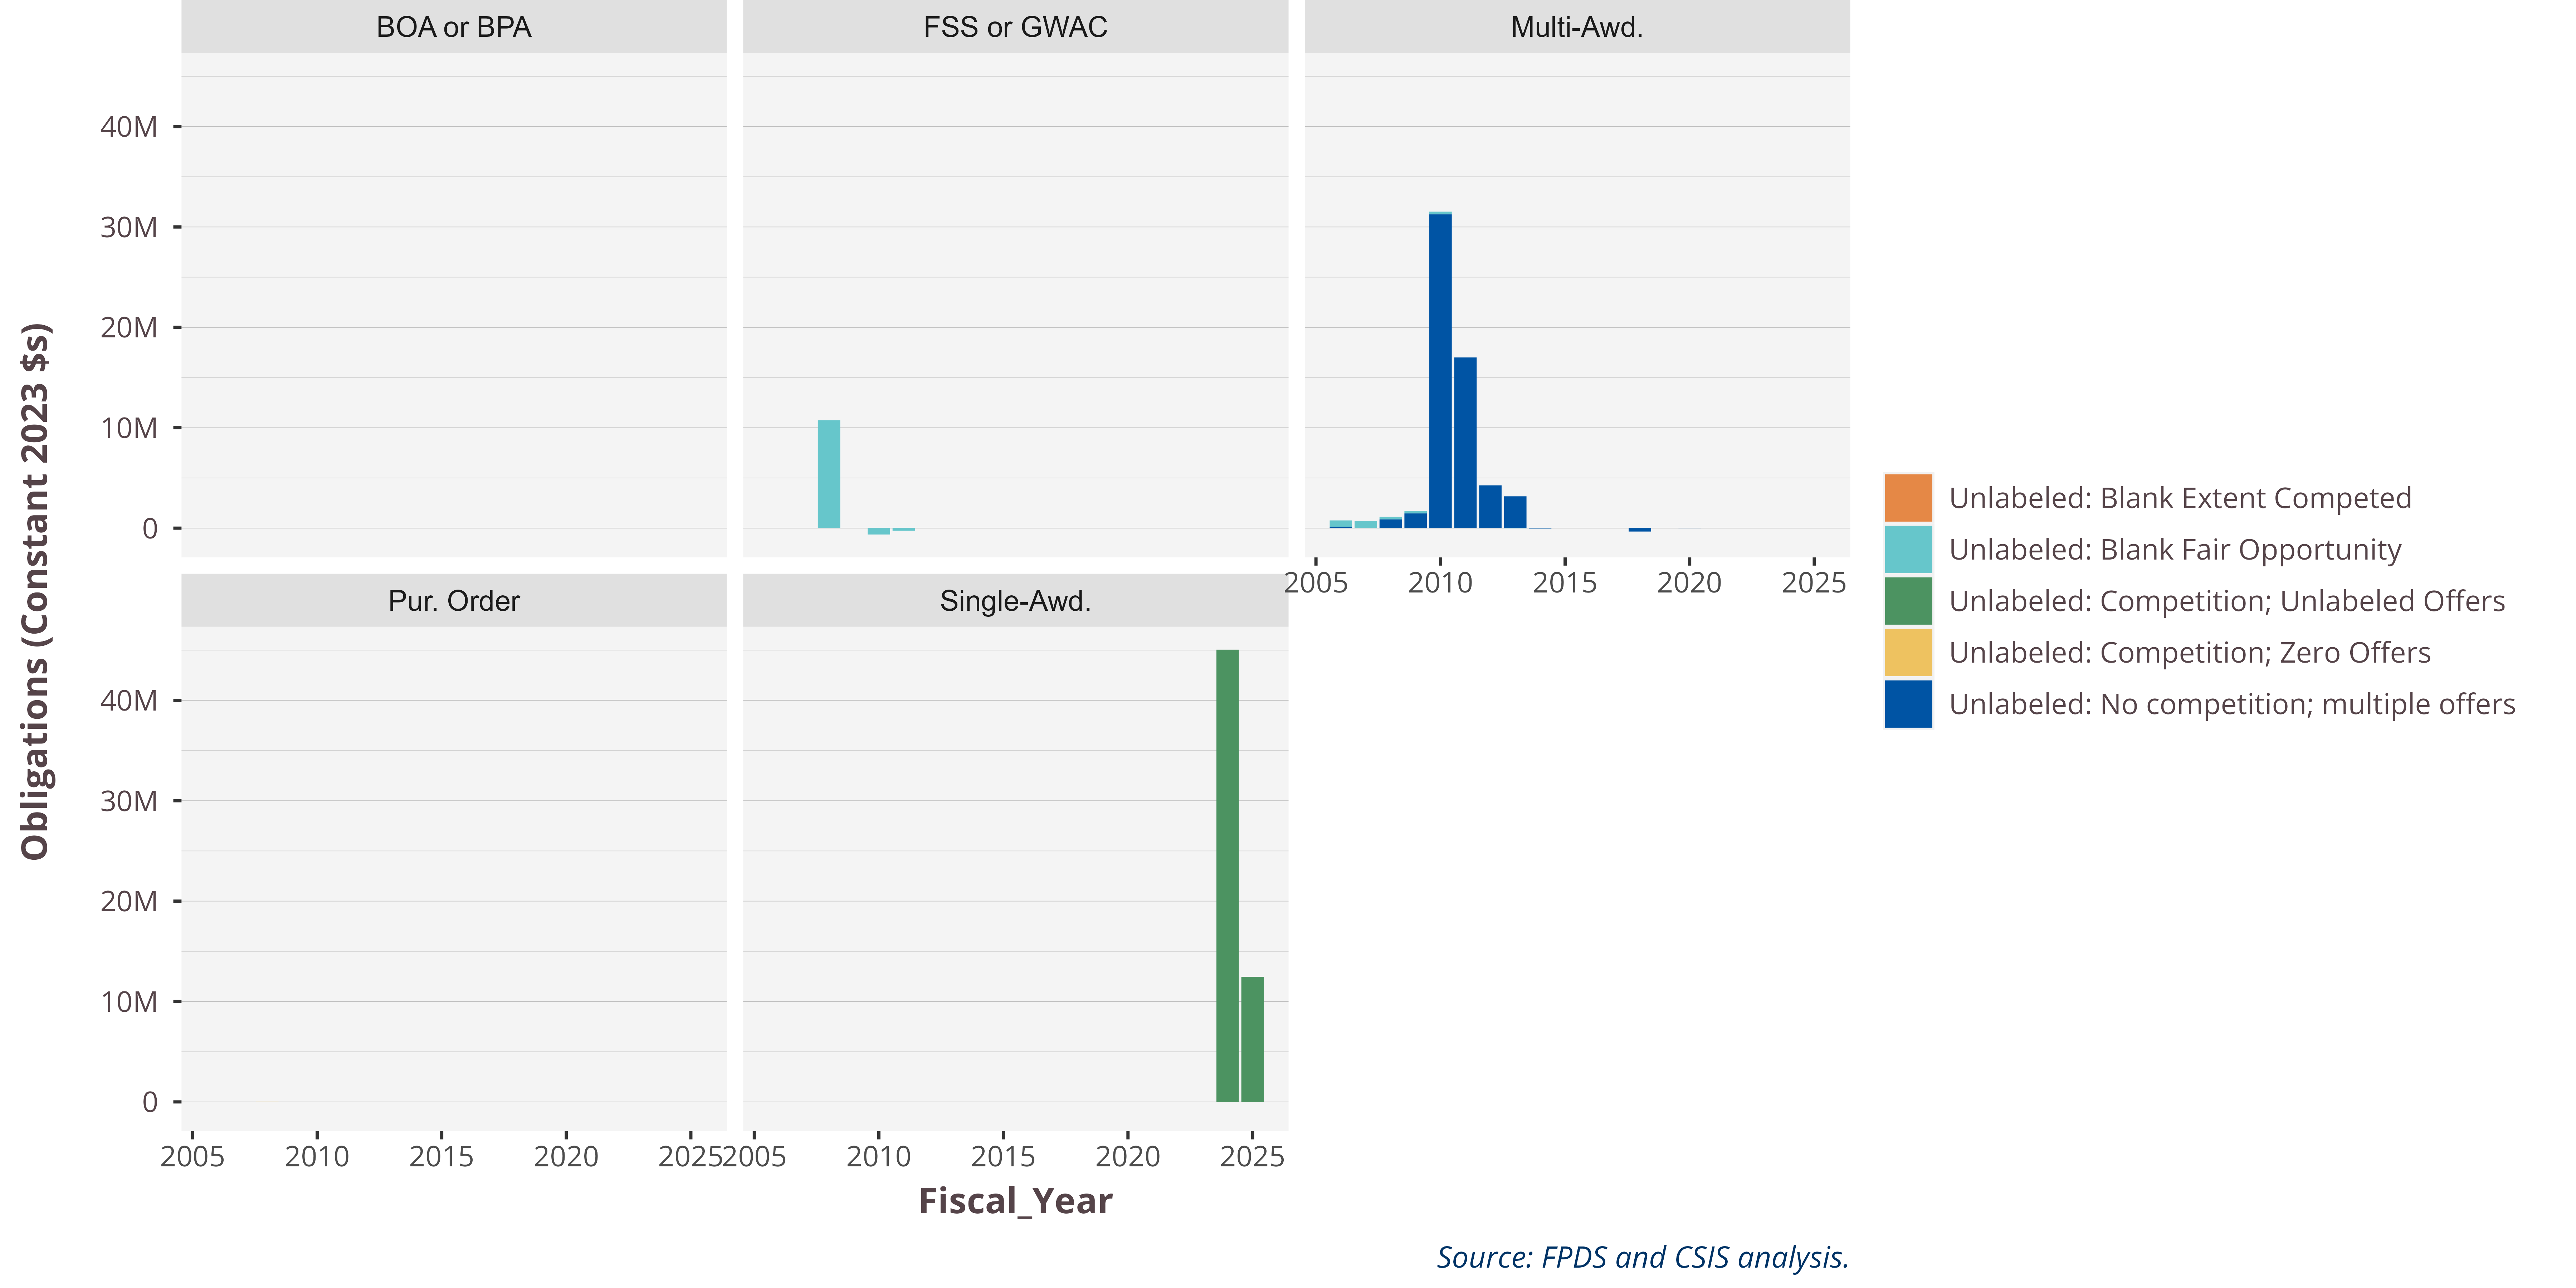 BOA or BPA
FSS or GWAC
Multi-Awd.
40M
30M
20M
10M
0
2005 2010 2015 2020 2025
Pur. Order
Single-Awd.
40M
30M
20M
10M
0
2005 2010 2015 2020 2025
2005 2010 2015 2020 2025
Fiscal_Year
Obligations (Constant 2023 $s)
Unlabeled: Blank Extent Competed
Unlabeled: Blank Fair Opportunity
Unlabeled: Competition; Unlabeled Offers
Unlabeled: Competition; Zero Offers
Unlabeled: No competition; multiple offers
Source: FPDS and CSIS analysis.